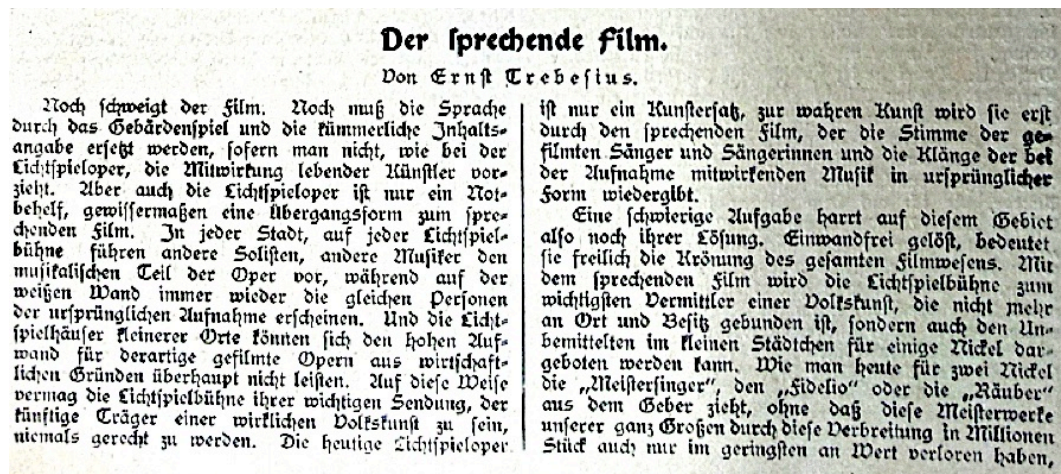 Der sprechende Film.
Von Ernst Trebesius.
Noch schweigt der Film. Noch muß die Sprache
durch das Gebärdenspiel und die kümmerliche Inhalts-
angabe ersetzt werden, sofern man nicht, wie bei der
Lichtspieloper, die Mitwirkung lebender Künstler vor-
zieht. Aber auch die Lichtspieloper ist nur ein Not-
behelf, gewissermaßen eine Übergangsform zum spre-
chenden Film. In jeder Stadt, auf jeder Lichtspiel-
bühne führen andere Solisten, andere Musiker den
musikalischen Teil der Oper vor, während auf der
weißen Wand immer wieder die gleichen Personen
der ursprünglichen Aufnahme erscheinen. Und die Licht-
spielhäuser kleinerer Orte können sich den hohen Auf-
wand für derartige gefilmte Opern aus wirtschaft-
lichen Gründen überhaupt nicht leisten. Auf diese Weise
vermag die Lichtspielbühne ihrer wichtigen Sendung, der
künftige Träger einer wirklichen Volkskunst zu sein,
niemals gerecht zu werden. Die heutige Lichtspieloper
ist nur ein Kunstersatz, zur wahren Kunst wird sie erst
durch den sprechenden Film, der die Stimme der ge-
filmten Sänger und Sängerinnen und die Klänge der bei
der Aufnahme mitwirkenden Musik in ursprünglicher
Form wiedergibt.
Eine schwierige Aufgabe harrt auf diesem Gebiet
also noch ihrer Lösung. Einwandfrei gelöst, bedeutet
sie freilich die Krönung des gesamten Filmwesens. Mit
dem sprechenden Film wird die Lichtspielbühne zum
wichtigsten Vermittler einer Volkskunst, die nicht mehr
an Ort und Besitz gebunden ist, sondern auch den Un-
bemittelten im kleinen Städtchen für einige Nickel dar-
geboten werden kann. Wie man heute für zwei Nickel
die „Meistersinger“, den „Fidelio“ oder die „Räuber“
aus dem Geber zieht, ohne daß diese Meisterwerke
unserer ganz Großen durch diese Verbreitung in Millionen
Stück auch nur im geringsten an Wert verloren haben,